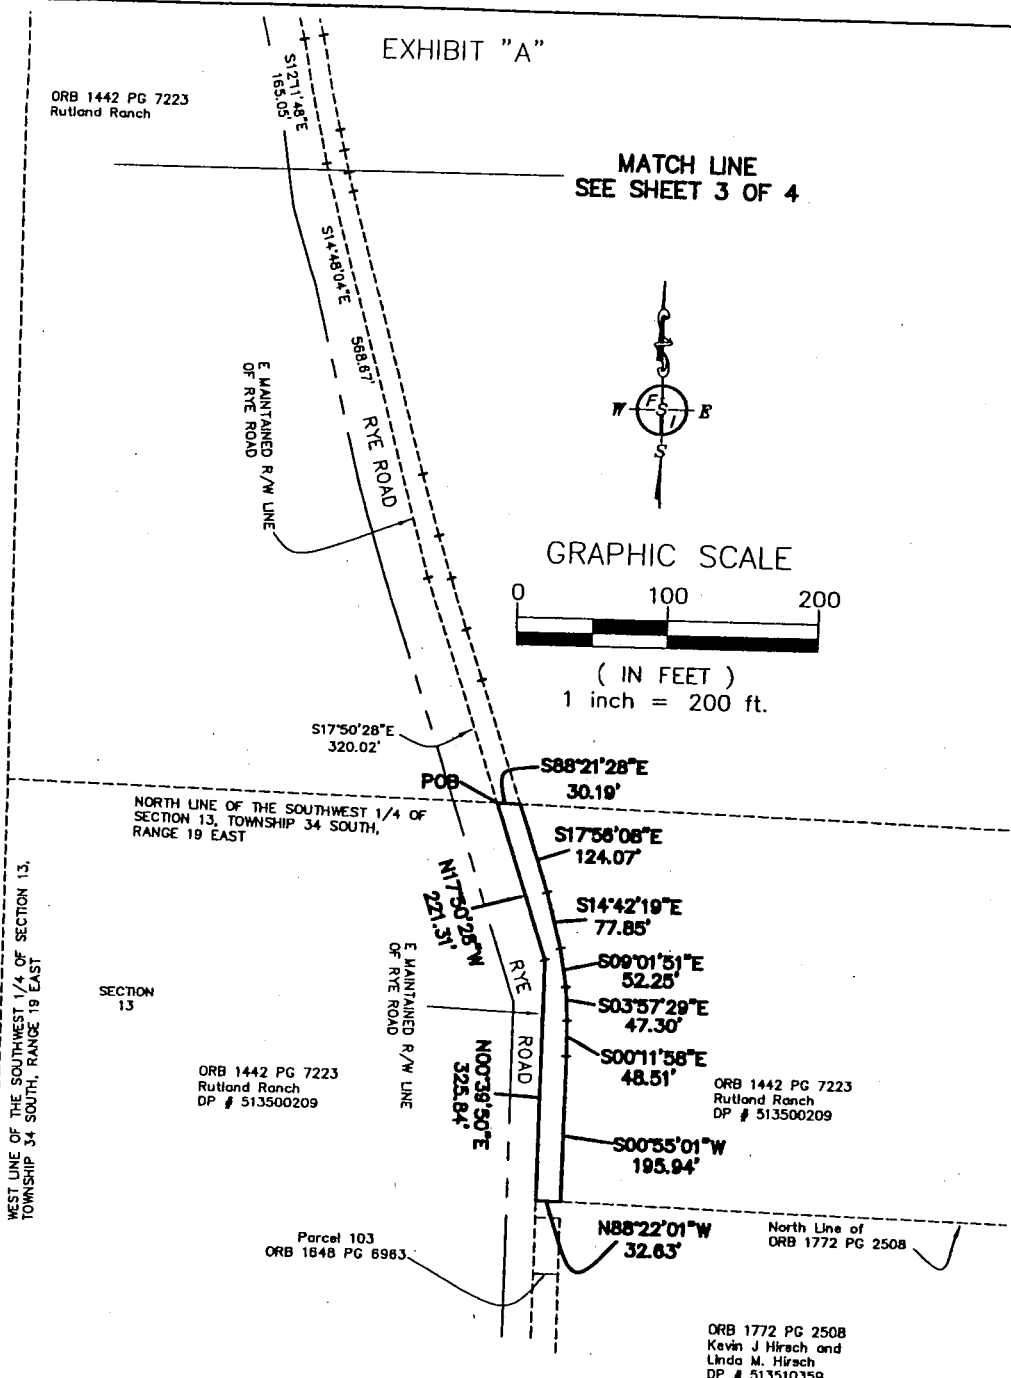 EXHIBIT "A"
S12°11'48"E
165.05'
ORB 1442 PG 7223
Rutland Ranch
MATCH LINE
SEE SHEET 3 OF 4
S14°48'04"E
568.67'
E MAINTAINED R/W LINE
OF RYE ROAD
RYE ROAD
W
F
S
I
E
S
GRAPHIC SCALE
0 100 200
( IN FEET )
1 inch = 200 ft.
S17°50'28"E
320.02'
POB
S88°21'28"E
30.19'
NORTH LINE OF THE SOUTHWEST 1/4 OF
SECTION 13, TOWNSHIP 34 SOUTH,
RANGE 19 EAST
S17°56'08"E
124.07'
N17°50'28"W
221.31'
S14°42'19"E
77.85'
WEST LINE OF THE SOUTHWEST 1/4 OF SECTION 13,
TOWNSHIP 34 SOUTH, RANGE 19 EAST
SECTION
13
E MAINTAINED R/W LINE
OF RYE ROAD
RYE
ROAD
S09°01'51"E
52.25'
S03°57'29"E
47.30'
S00°11'58"E
48.51'
N00°39'50"E
325.84'
ORB 1442 PG 7223
Rutland Ranch
DP # 513500209
ORB 1442 PG 7223
Rutland Ranch
DP # 513500209
S00°55'01"W
195.94'
N88°22'01"W
32.63'
Parcel 103
ORB 1648 PG 6963
North Line of
ORB 1772 PG 2508
ORB 1772 PG 2508
Kevin J Hirsch and
Linda M. Hirsch
DP # 513510359